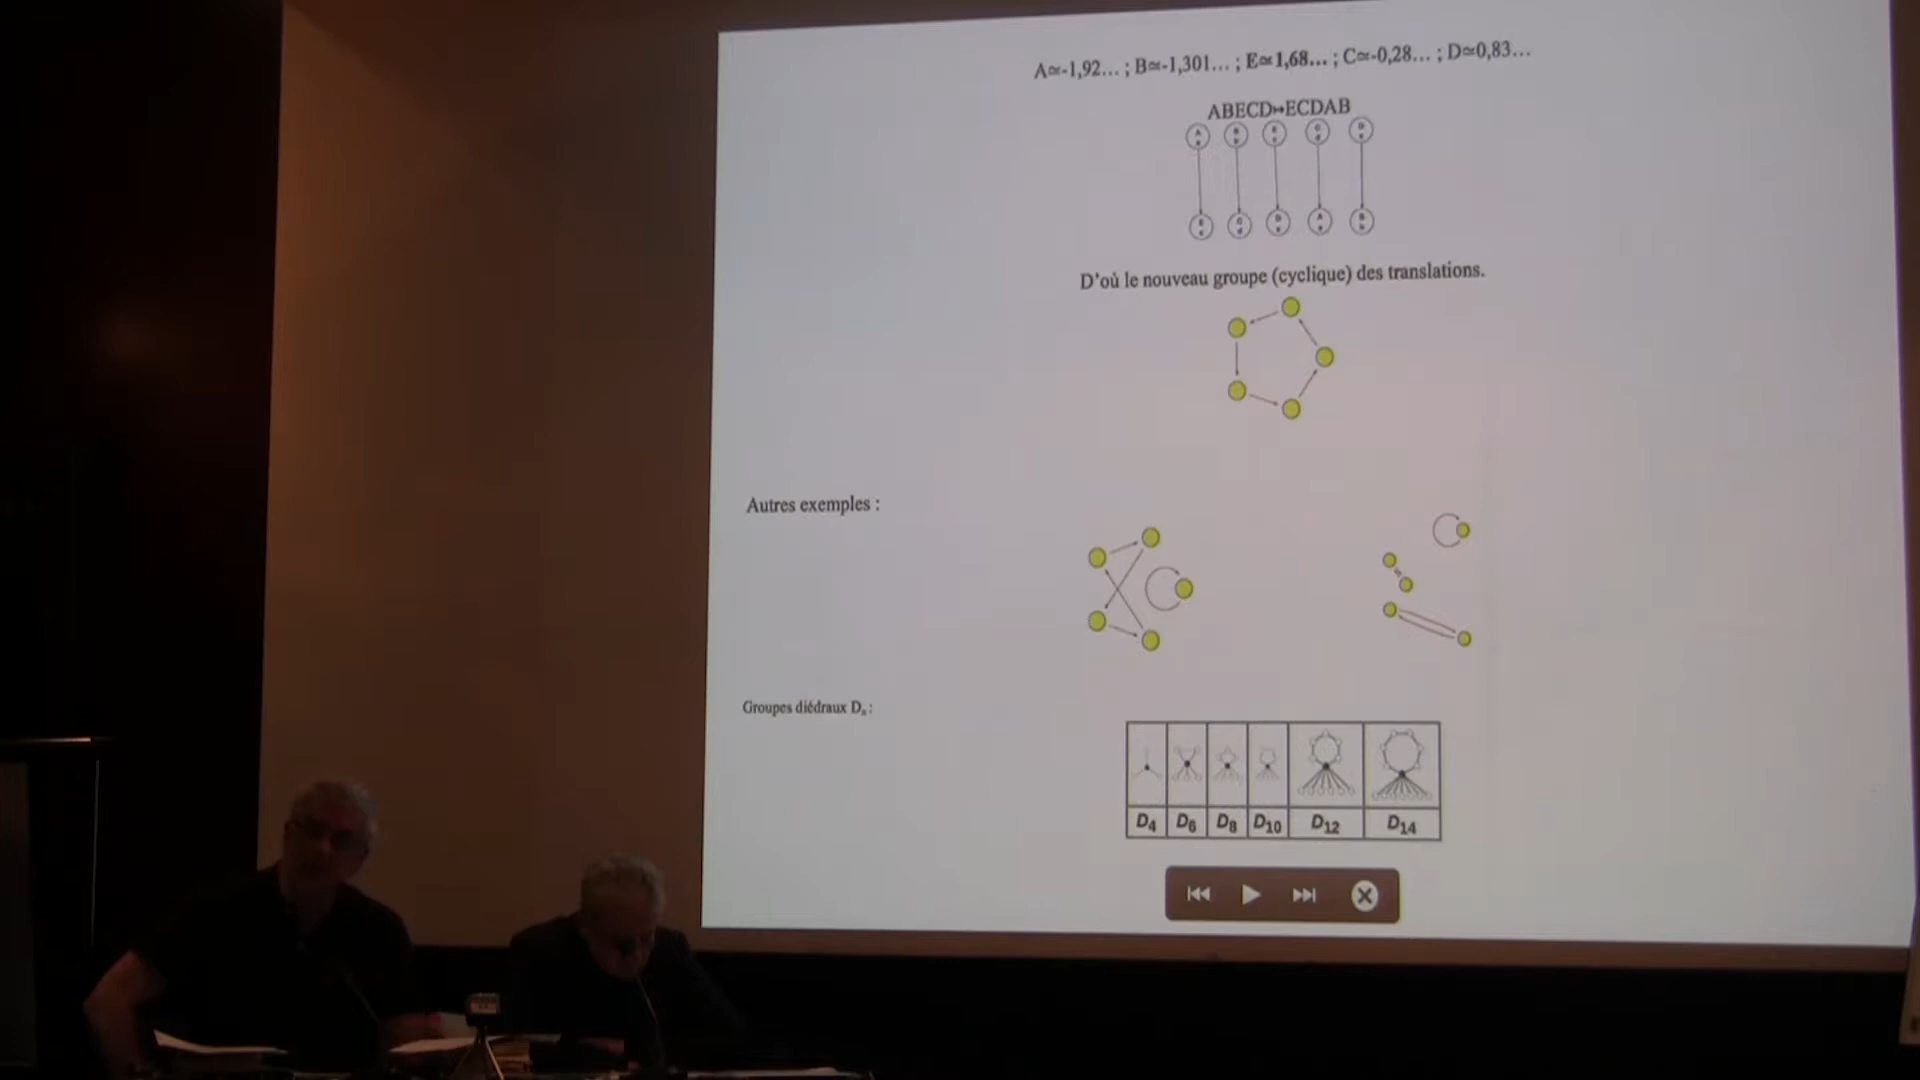 A≃-1,92… ; B≃-1,301… ; E≃1,68… ; C≃-0,28… ; D≃0,83…
ABECD↦ECDAB
D'où le nouveau groupe (cyclique) des translations.
Autres exemples :
Groupes diédraux Dₙ :
D4 D6 D8 D10 D12 D14